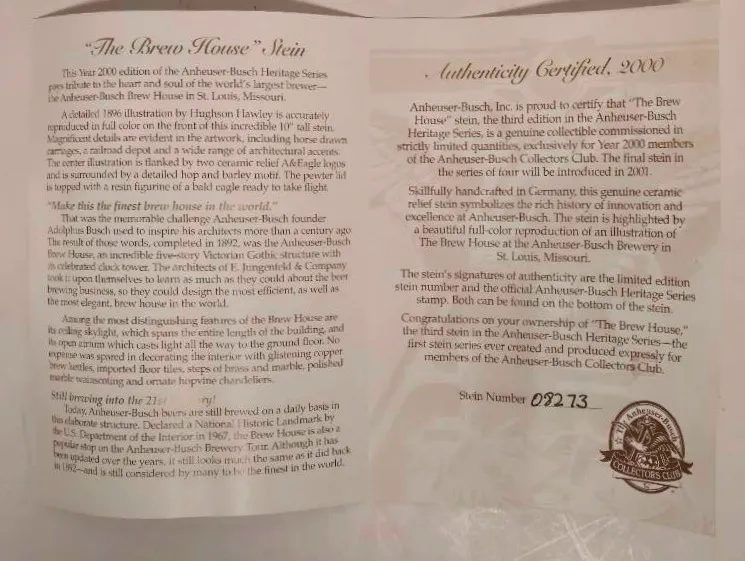 "The Brew House" Stein
This Year 2000 edition of the Anheuser-Busch Heritage Series
pays tribute to the heart and soul of the world's largest brewer—
the Anheuser-Busch Brew House in St. Louis, Missouri.
A detailed 1896 illustration by Hughson Hawley is accurately
reproduced in full color on the front of this incredible 10" tall stein.
Magnificent details are evident in the artwork, including horse drawn
carriages, a railroad depot and a wide range of architectural accents.
The center illustration is flanked by two ceramic relief A&Eagle logos
and is surrounded by a detailed hop and barley motif. The pewter lid
is topped with a resin figurine of a bald eagle ready to take flight.
"Make this the finest brew house in the world."
That was the memorable challenge Anheuser-Busch founder
Adolphus Busch used to inspire his architects more than a century ago
The result of those words, completed in 1892, was the Anheuser-Busch
Brew House, an incredible five-story Victorian Gothic structure with
its celebrated clock tower. The architects of E. Jungenfeld & Company
took it upon themselves to learn as much as they could about the beer
brewing business, so they could design the most efficient, as well as
the most elegant, brew house in the world.
Among the most distinguishing features of the Brew House are
its ceiling skylight, which spans the entire length of the building, and
its open atrium which casts light all the way to the ground floor. No
expense was spared in decorating the interior with glistening copper
brew kettles, imported floor tiles, steps of brass and marble, polished
marble wainscoting and ornate hopvine chandeliers.
Still brewing into the 21st
Today, Anheuser-Busch beers are still brewed on a daily basis in
this elaborate structure. Declared a National Historic Landmark by
the U.S. Department of the Interior in 1967, the Brew House is also a
popular stop on the Anheuser-Busch Brewery Tour. Although it has
been updated over the years, it still looks much the same as it did back
in 1892—and is still considered by many to be the finest in the world.
Authenticity Certified, 2000
Anheuser-Busch, Inc. is proud to certify that "The Brew
House" stein, the third edition in the Anheuser-Busch
Heritage Series, is a genuine collectible commissioned in
strictly limited quantities, exclusively for Year 2000 members
of the Anheuser-Busch Collectors Club. The final stein in
the series of four will be introduced in 2001.
Skillfully handcrafted in Germany, this genuine ceramic
relief stein symbolizes the rich history of innovation and
excellence at Anheuser-Busch. The stein is highlighted by
a beautiful full-color reproduction of an illustration of
The Brew House at the Anheuser-Busch Brewery in
St. Louis, Missouri.
The stein's signatures of authenticity are the limited edition
stein number and the official Anheuser-Busch Heritage Series
stamp. Both can be found on the bottom of the stein.
Congratulations on your ownership of "The Brew House,"
the third stein in the Anheuser-Busch Heritage Series—the
first stein series ever created and produced expressly for
members of the Anheuser-Busch Collectors Club.
Stein Number 08273
Anheuser-Busch
COLLECTORS CLUB